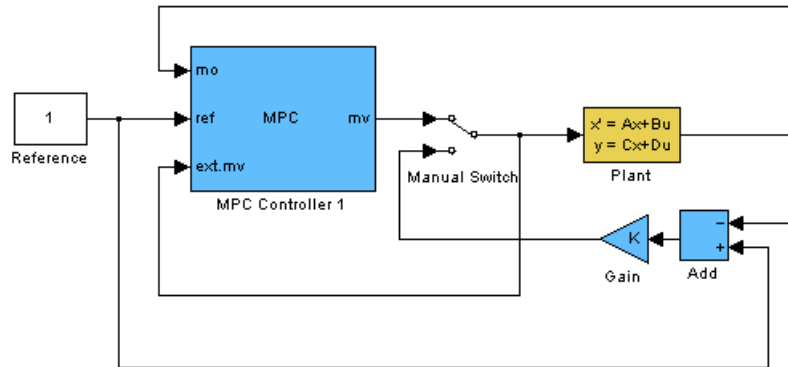 mo
1
ref
MPC
mv
ext.mv
Reference
MPC Controller 1
Manual Switch
x' = Ax+Bu
y = Cx+Du
Plant
K
Gain
−
+
Add